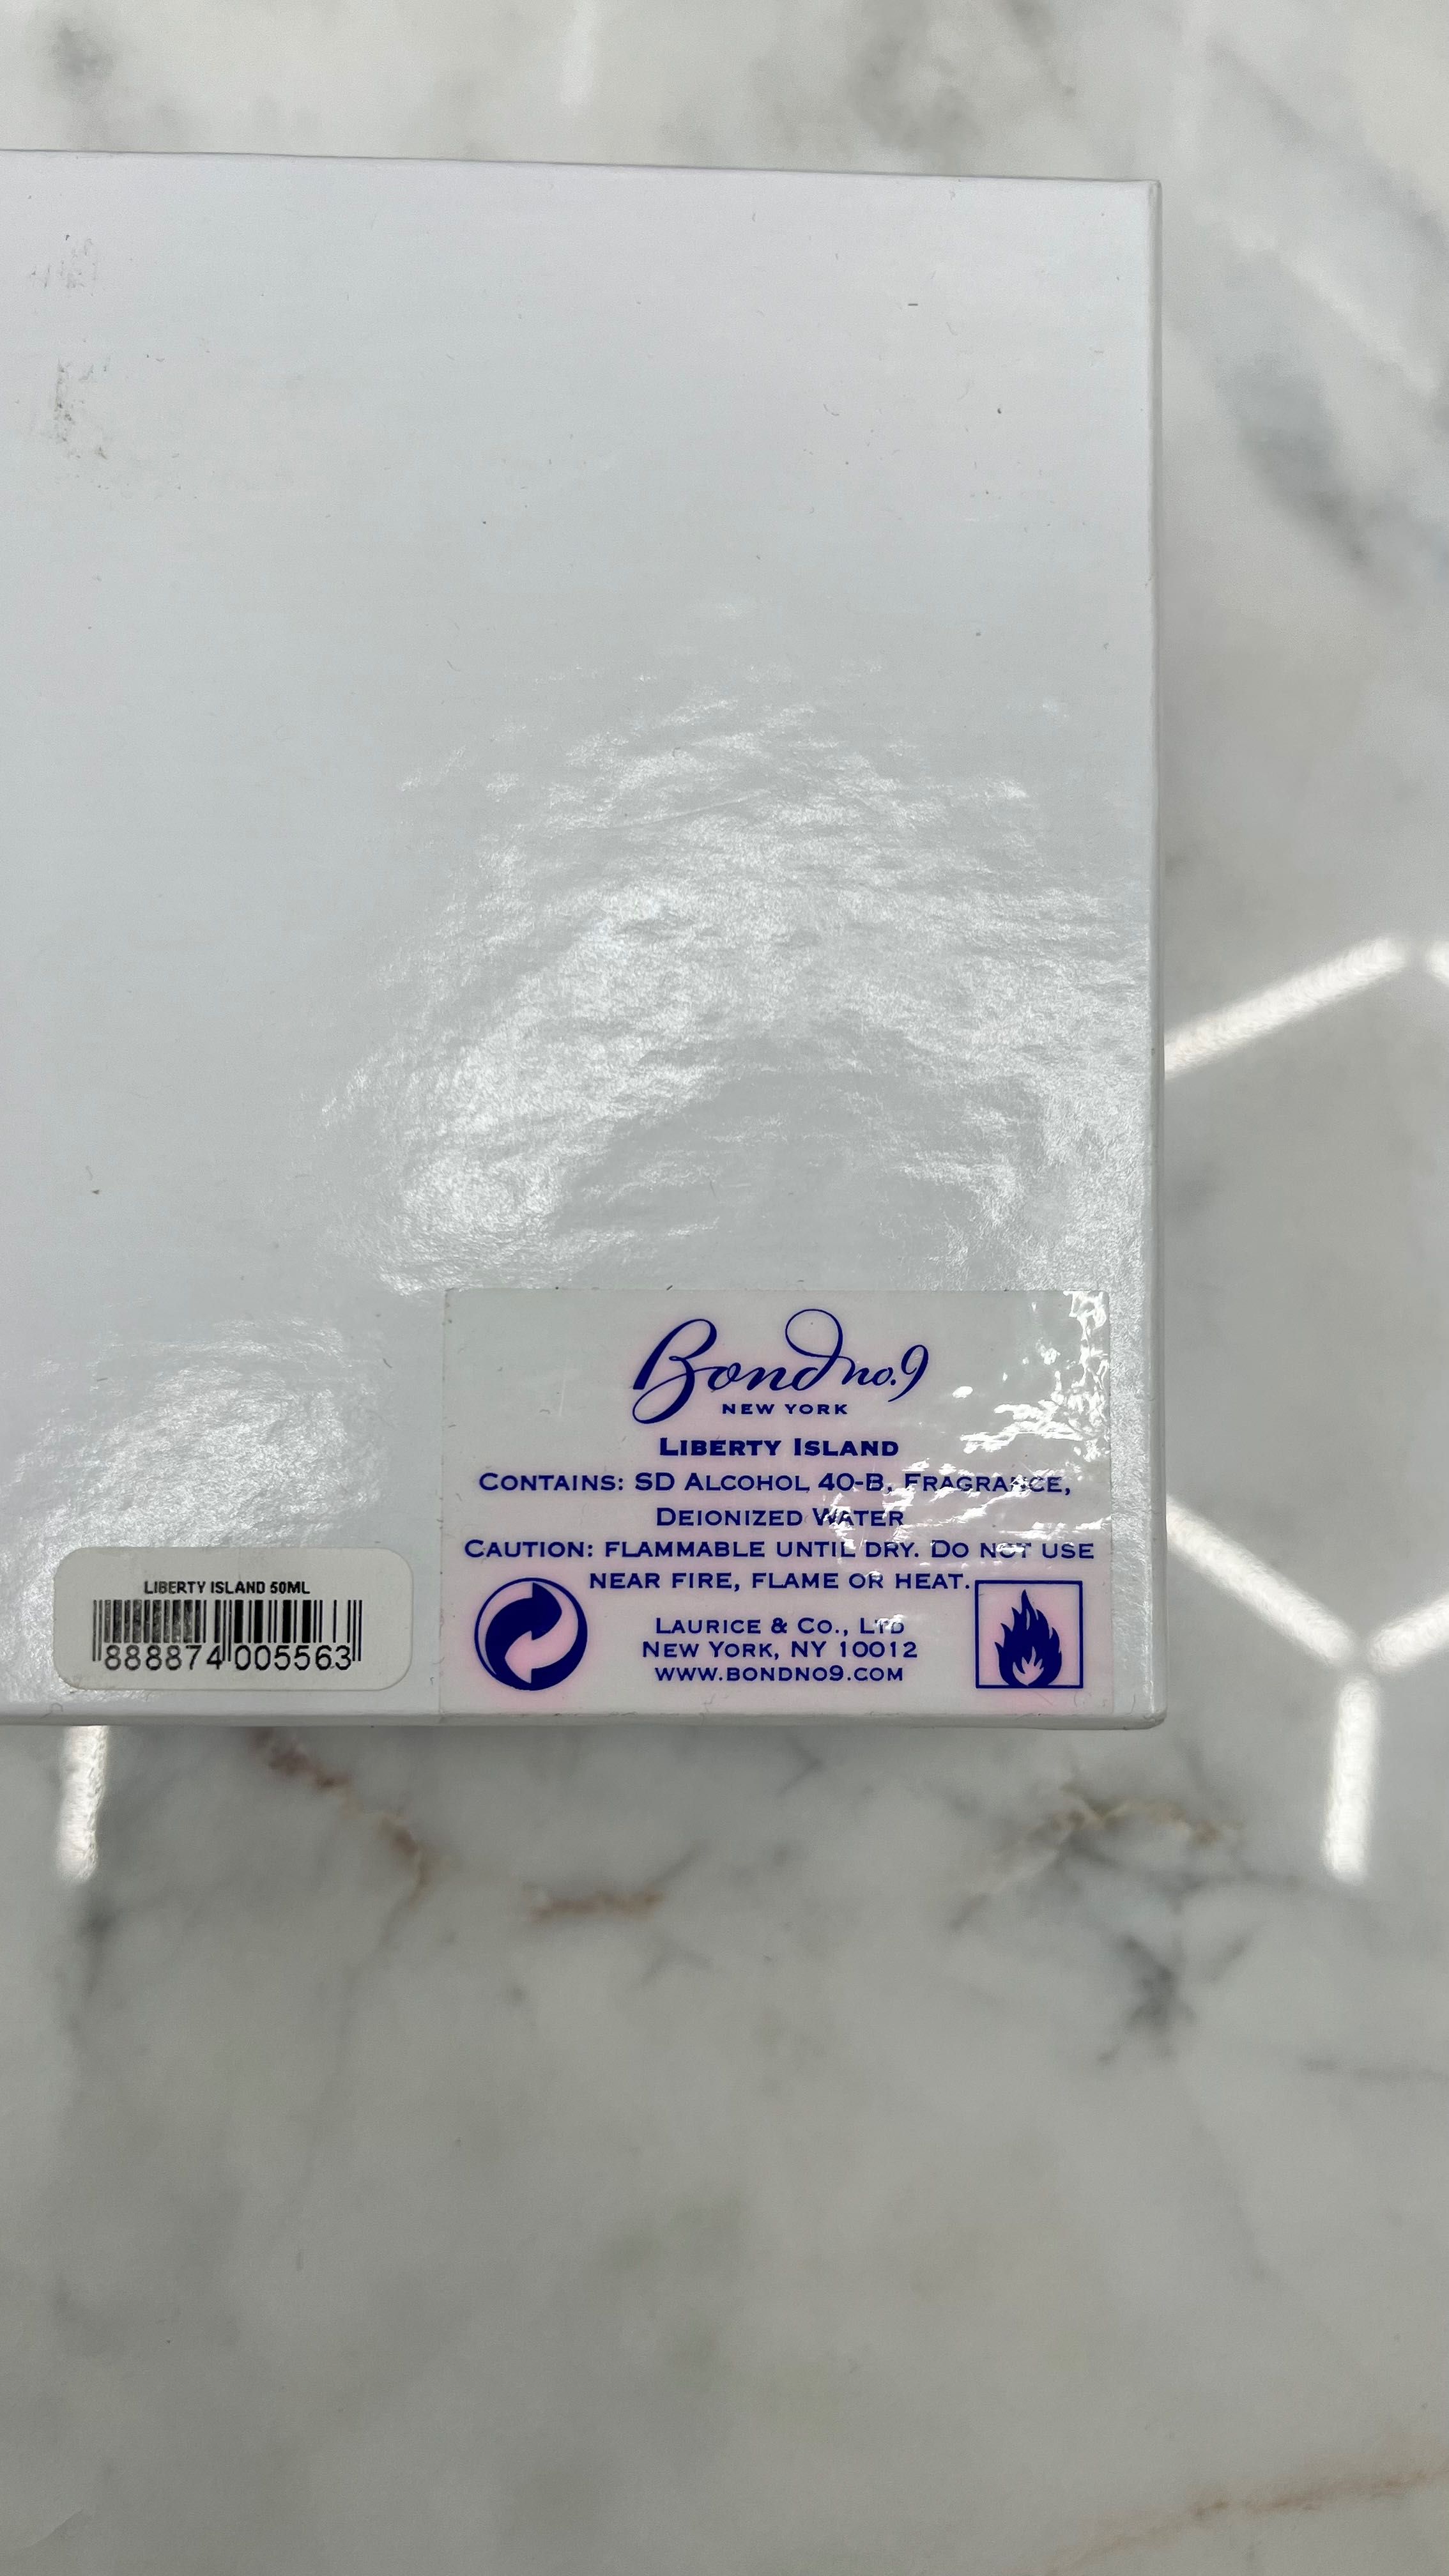 Bond no.9
NEW YORK
LIBERTY ISLAND
CONTAINS: SD ALCOHOL 40-B, FRAGRANCE,
DEIONIZED WATER
CAUTION: FLAMMABLE UNTIL DRY. DO NOT USE
NEAR FIRE, FLAME OR HEAT.
LAURICE & CO., LTD
NEW YORK, NY 10012
WWW.BONDNO9.COM
LIBERTY ISLAND 50ML
888874 005563